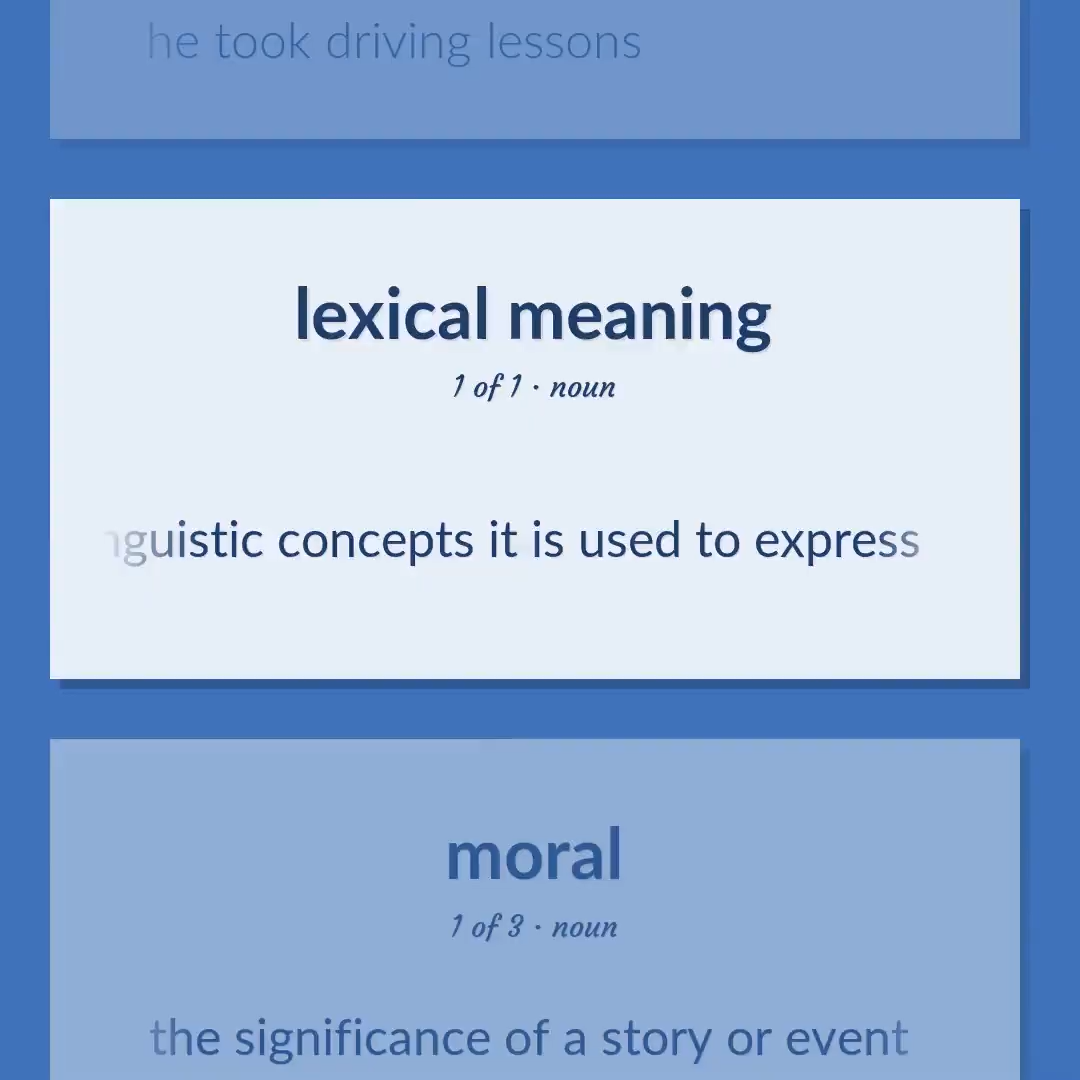 he took driving lessons
lexical meaning
1 of 1 · noun
nguistic concepts it is used to express
moral
1 of 3 · noun
the significance of a story or event